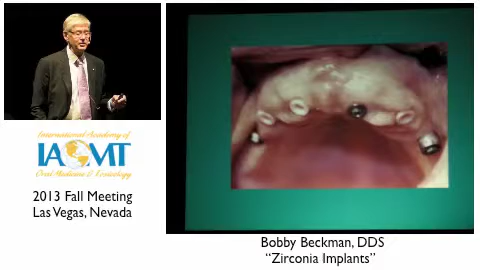 International Academy of
IAOMT
Oral Medicine & Toxicology
2013 Fall Meeting
Las Vegas, Nevada
Bobby Beckman, DDS
“Zirconia Implants”